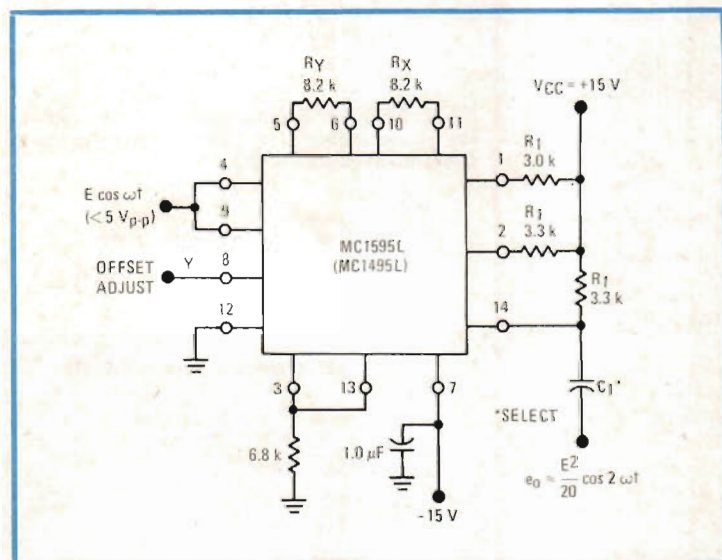 RY
8.2 k
RX
8.2 k
VCC = +15 V
5
6
10
11
4
1
R1
3.0 k
E cos ωt
(< 5 Vp-p)
9
MC1595L
(MC1495L)
2
R1
3.3 k
OFFSET
ADJUST
Y
8
R1
3.3 k
12
14
3
13
7
C1*
*SELECT
6.8 k
1.0 μF
-15 V
eo = E2/20 cos 2 ωt